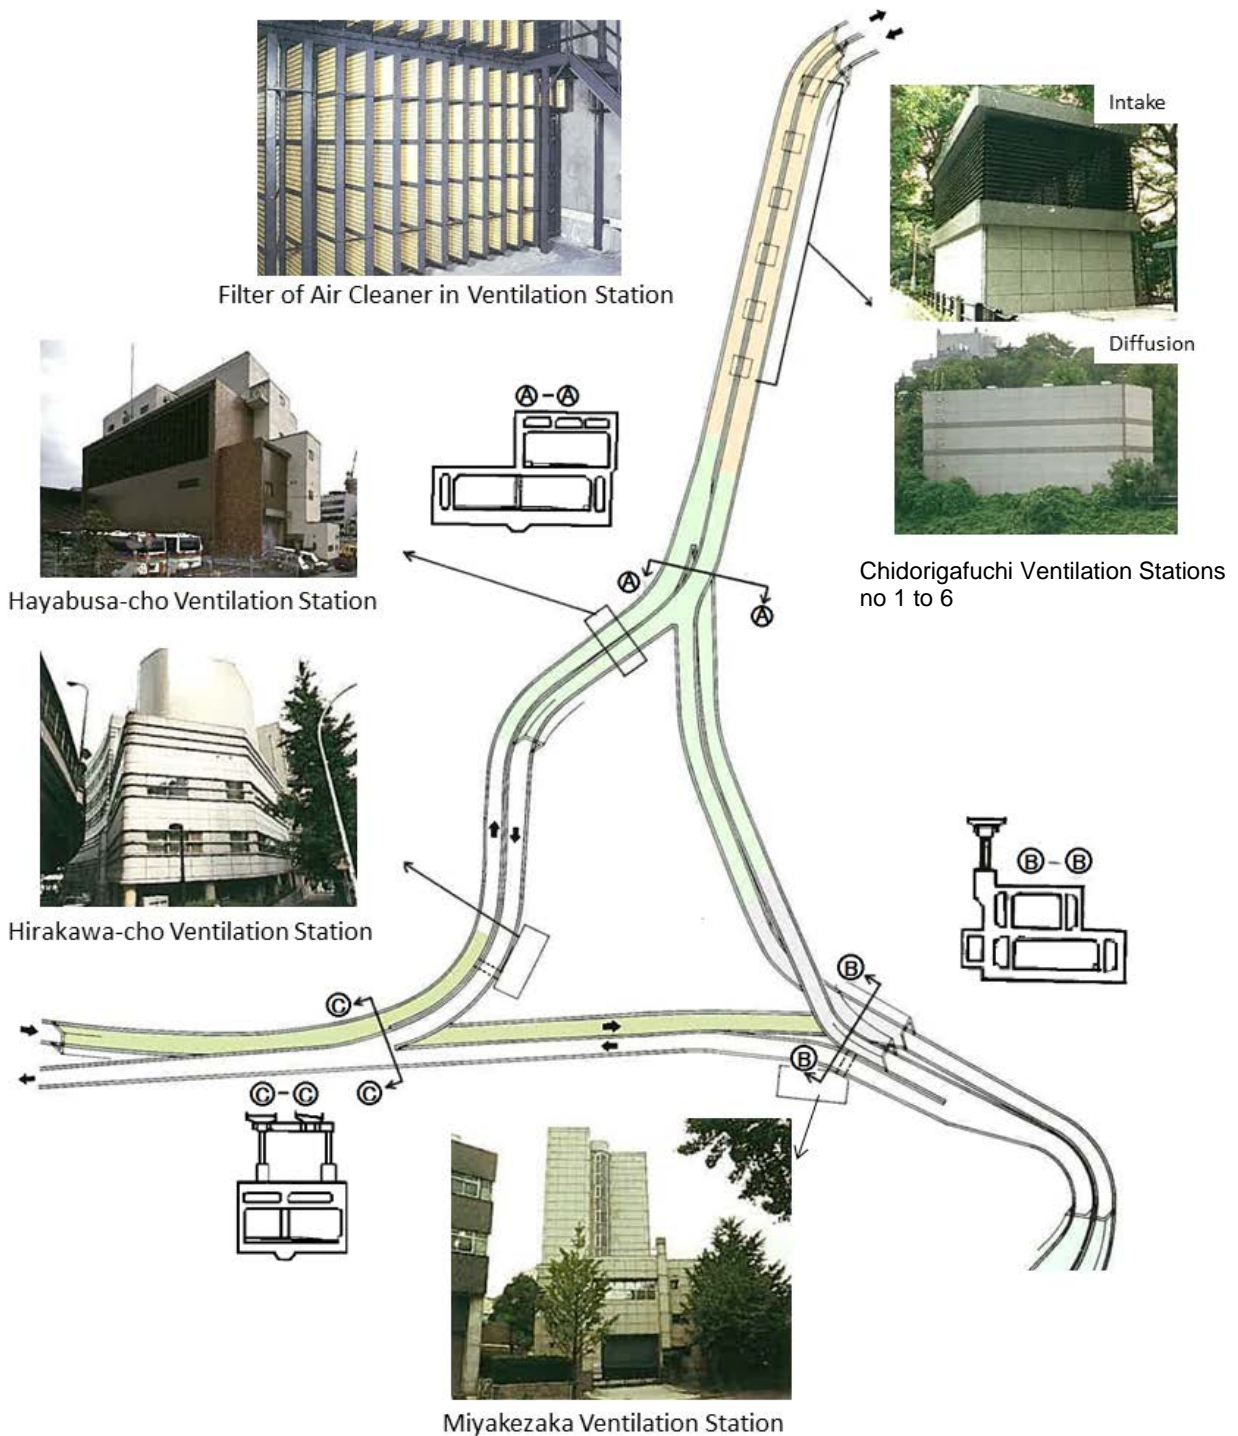 Intake
Filter of Air Cleaner in Ventilation Station
Diffusion
A - A
Chidorigafuchi Ventilation Stations
no 1 to 6
A
A
Hayabusa-cho Ventilation Station
B - B
Hirakawa-cho Ventilation Station
B
C
B
C - C
C
Miyakezaka Ventilation Station